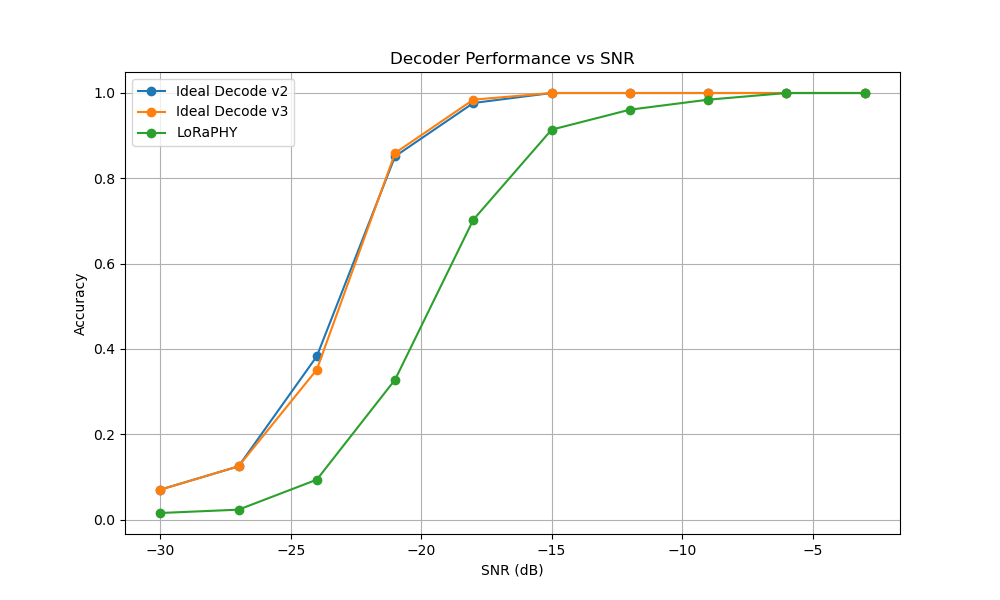 Decoder Performance vs SNR
Ideal Decode v2
Ideal Decode v3
LoRaPHY
1.0
0.8
0.6
0.4
0.2
0.0
Accuracy
−30
−25
−20
−15
−10
−5
SNR (dB)